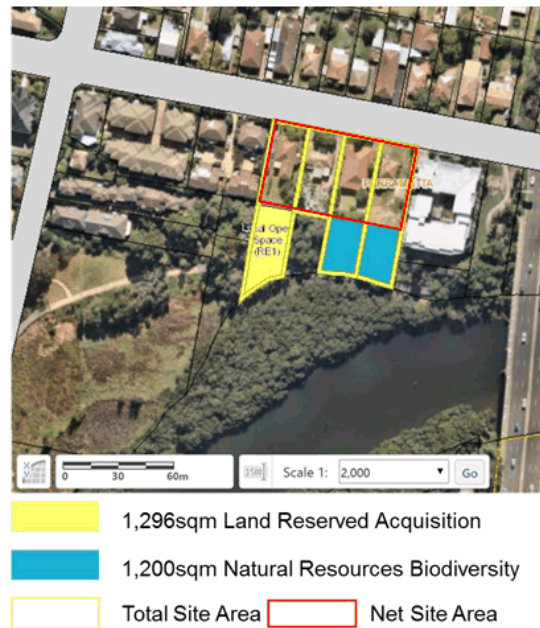 PARRAMATTA
Local Open
Space
(RE1)
0 30 60m
Scale 1: 2,000 Go
1,296sqm Land Reserved Acquisition
1,200sqm Natural Resources Biodiversity
Total Site Area Net Site Area